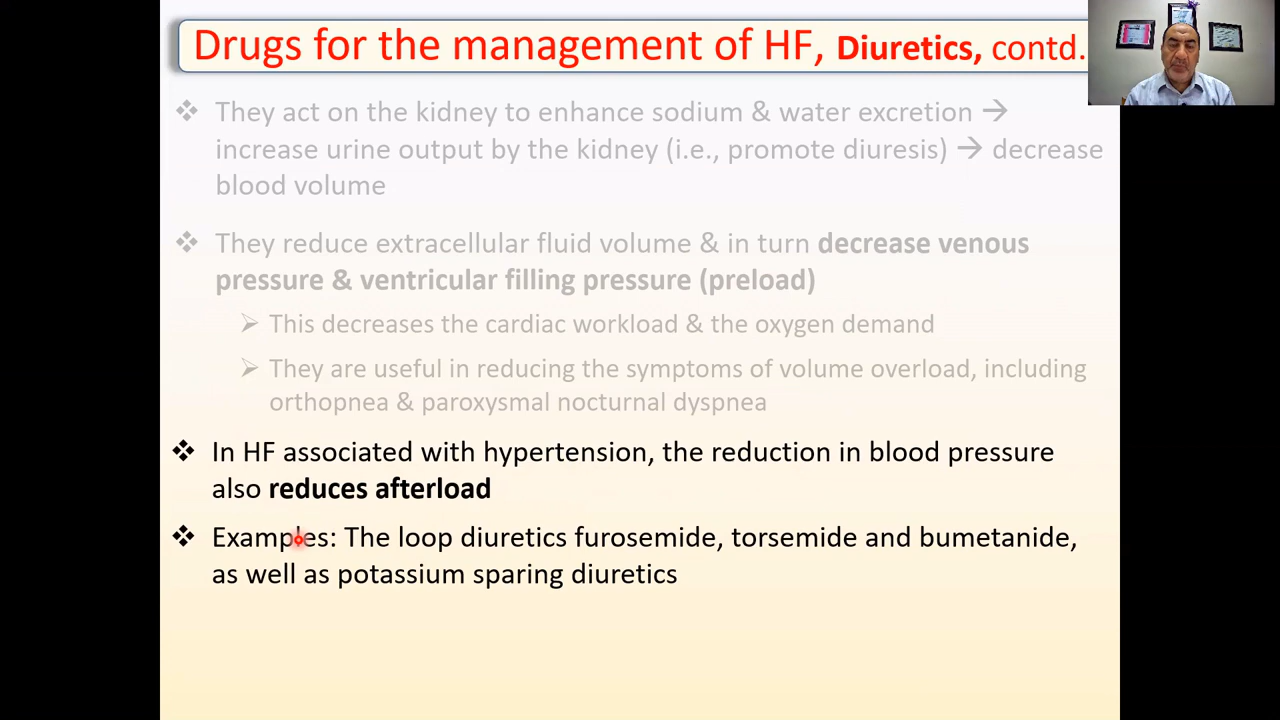 Drugs for the management of HF, Diuretics, contd.
❖ They act on the kidney to enhance sodium & water excretion →
increase urine output by the kidney (i.e., promote diuresis) → decrease
blood volume
❖ They reduce extracellular fluid volume & in turn decrease venous
pressure & ventricular filling pressure (preload)
➢ This decreases the cardiac workload & the oxygen demand
➢ They are useful in reducing the symptoms of volume overload, including
orthopnea & paroxysmal nocturnal dyspnea
❖ In HF associated with hypertension, the reduction in blood pressure
also reduces afterload
❖ Examples: The loop diuretics furosemide, torsemide and bumetanide,
as well as potassium sparing diuretics